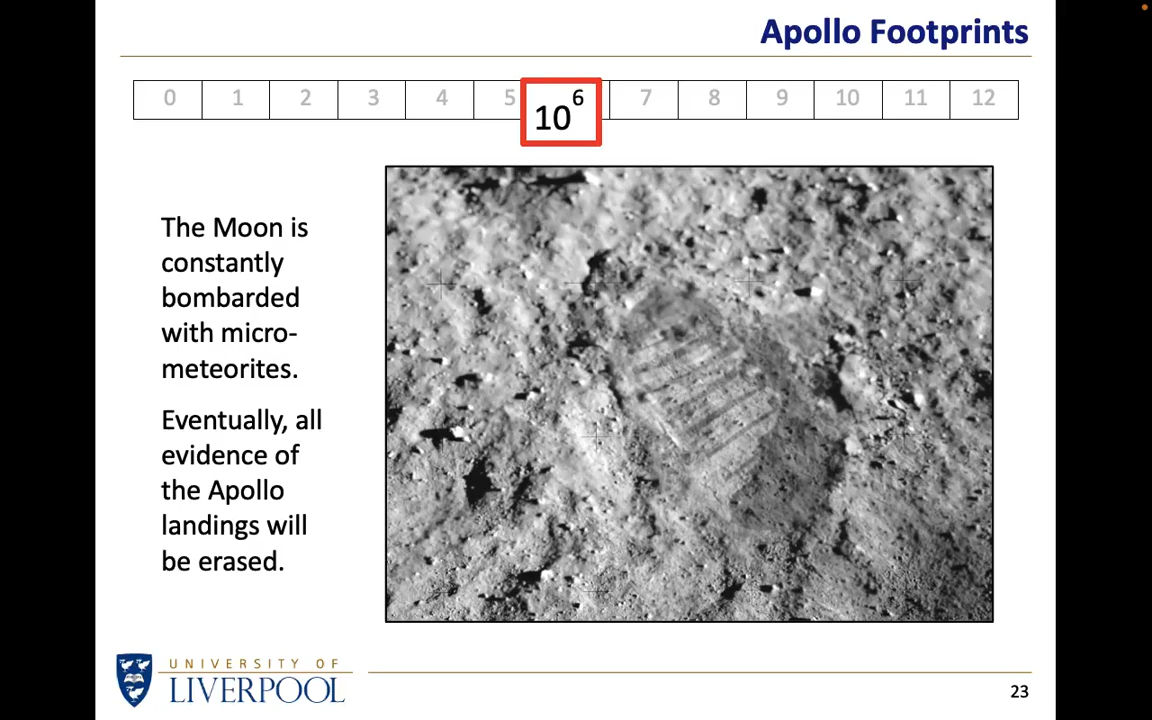 Apollo Footprints
0 1 2 3 4 5 10⁶ 7 8 9 10 11 12
The Moon is
constantly
bombarded
with micro-
meteorites.
Eventually, all
evidence of
the Apollo
landings will
be erased.
UNIVERSITY OF
LIVERPOOL
23